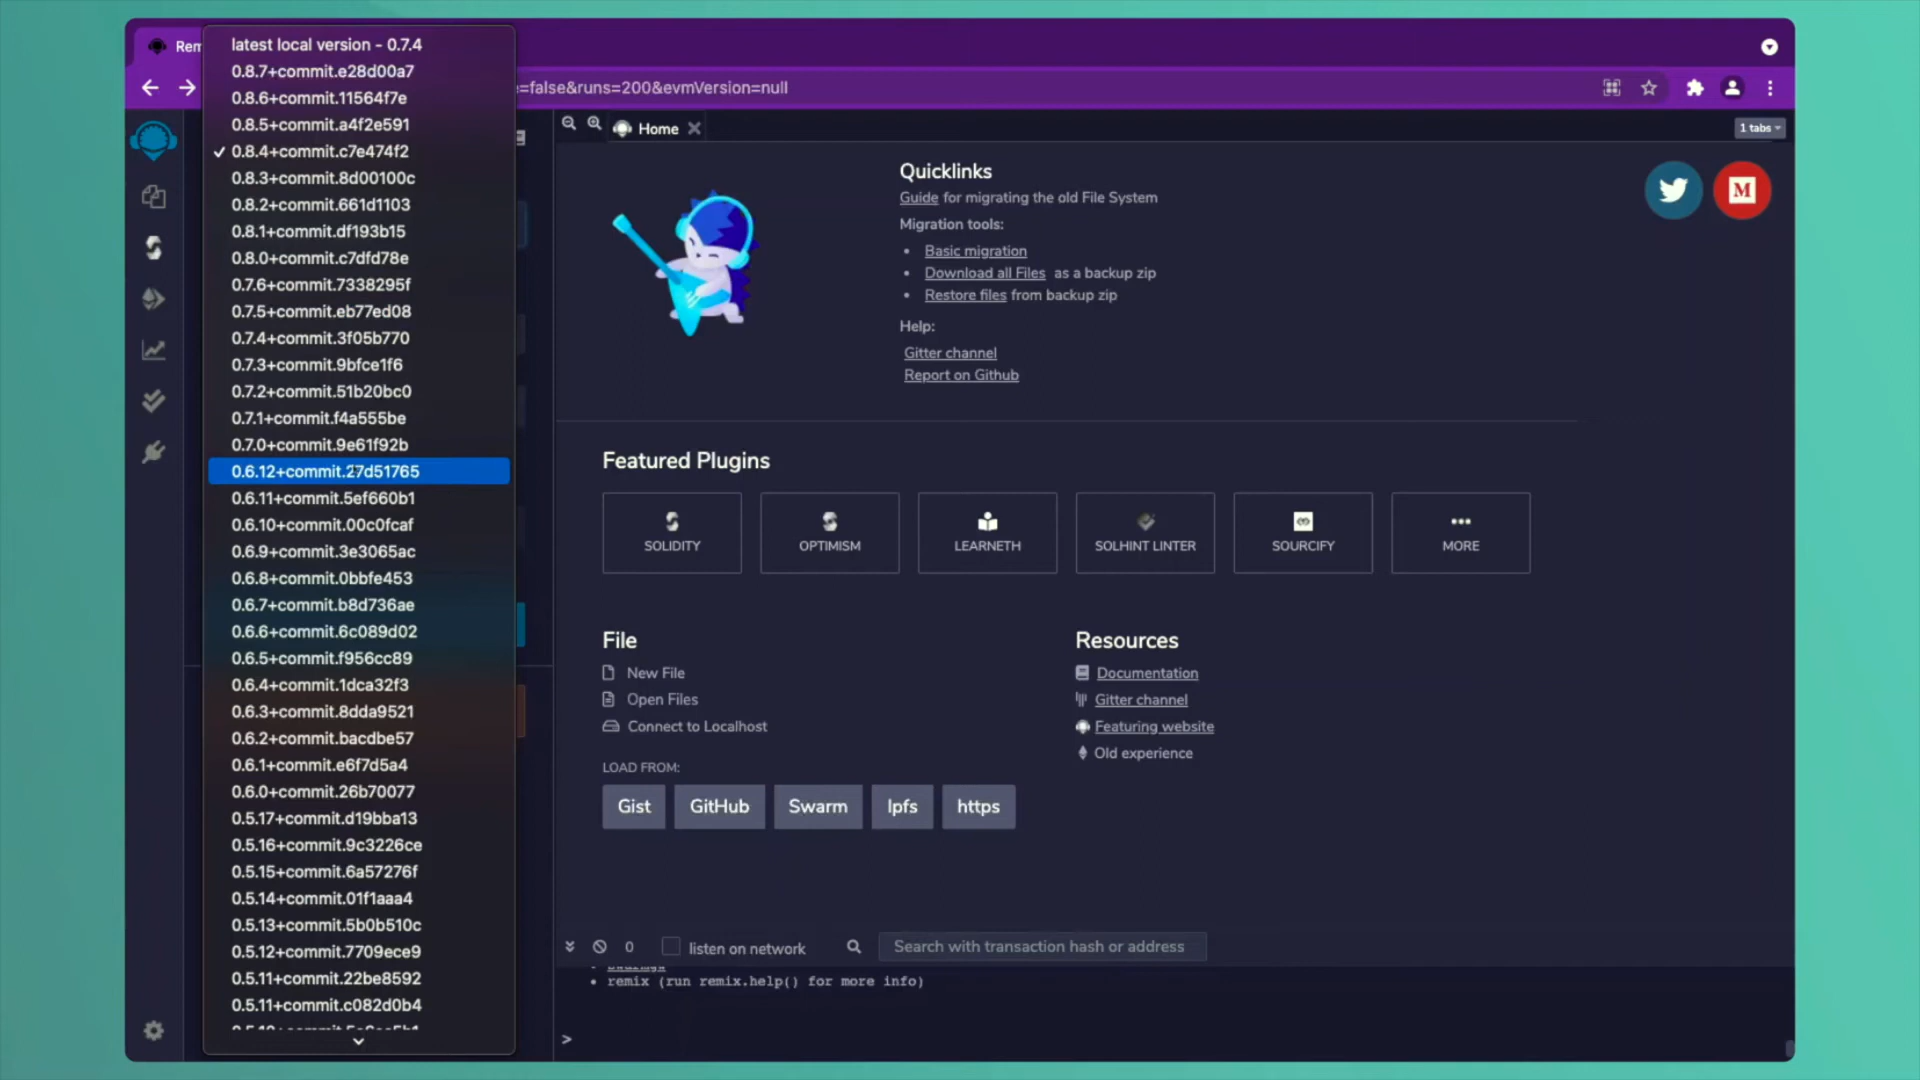 Rem
latest local version - 0.7.4
0.8.7+commit.e28d00a7
0.8.6+commit.11564f7e
0.8.5+commit.a4f2e591
0.8.4+commit.c7e474f2
0.8.3+commit.8d00100c
0.8.2+commit.661d1103
0.8.1+commit.df193b15
0.8.0+commit.c7dfd78e
0.7.6+commit.7338295f
0.7.5+commit.eb77ed08
0.7.4+commit.3f05b770
0.7.3+commit.9bfce1f6
0.7.2+commit.51b20bc0
0.7.1+commit.f4a555be
0.7.0+commit.9e61f92b
0.6.12+commit.27d51765
0.6.11+commit.5ef660b1
0.6.10+commit.00c0fcaf
0.6.9+commit.3e3065ac
0.6.8+commit.0bbfe453
0.6.7+commit.b8d736ae
0.6.6+commit.6c089d02
0.6.5+commit.f956cc89
0.6.4+commit.1dca32f3
0.6.3+commit.8dda9521
0.6.2+commit.bacdbe57
0.6.1+commit.e6f7d5a4
0.6.0+commit.26b70077
0.5.17+commit.d19bba13
0.5.16+commit.9c3226ce
0.5.15+commit.6a57276f
0.5.14+commit.01f1aaa4
0.5.13+commit.5b0b510c
0.5.12+commit.7709ece9
0.5.11+commit.22be8592
0.5.11+commit.c082d0b4
e=false&runs=200&evmVersion=null
Home
1 tabs
Quicklinks
Guide for migrating the old File System
Migration tools:
• Basic migration
• Download all Files as a backup zip
• Restore files from backup zip
Help:
Gitter channel
Report on Github
M
Featured Plugins
SOLIDITY
OPTIMISM
LEARNETH
SOLHINT LINTER
SOURCIFY
MORE
File
New File
Open Files
Connect to Localhost
LOAD FROM:
Gist
GitHub
Swarm
Ipfs
https
Resources
Documentation
Gitter channel
Featuring website
Old experience
0
listen on network
Search with transaction hash or address
• remix (run remix.help() for more info)
>